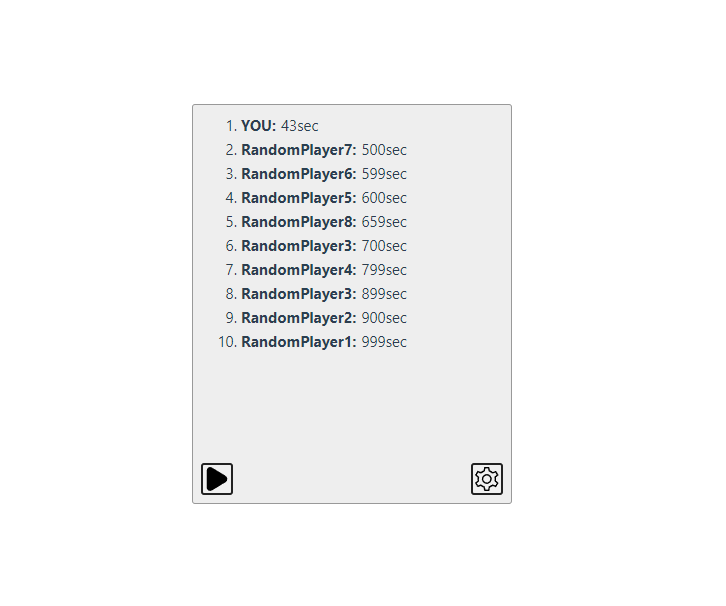 1. YOU: 43sec
2. RandomPlayer7: 500sec
3. RandomPlayer6: 599sec
4. RandomPlayer5: 600sec
5. RandomPlayer8: 659sec
6. RandomPlayer3: 700sec
7. RandomPlayer4: 799sec
8. RandomPlayer3: 899sec
9. RandomPlayer2: 900sec
10. RandomPlayer1: 999sec